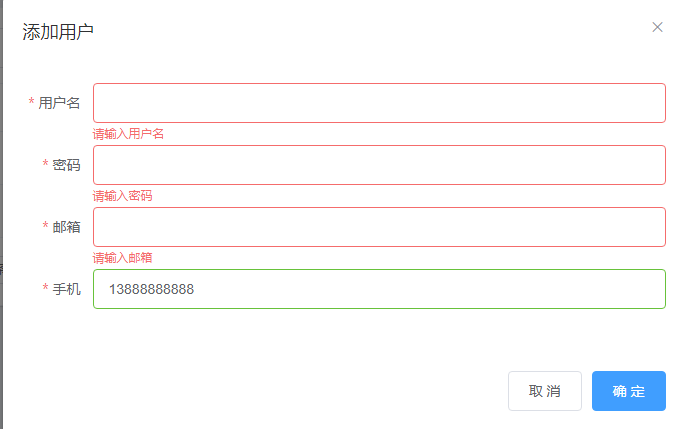 添加用户
* 用户名
请输入用户名
* 密码
请输入密码
* 邮箱
请输入邮箱
* 手机 13888888888
取 消 确 定